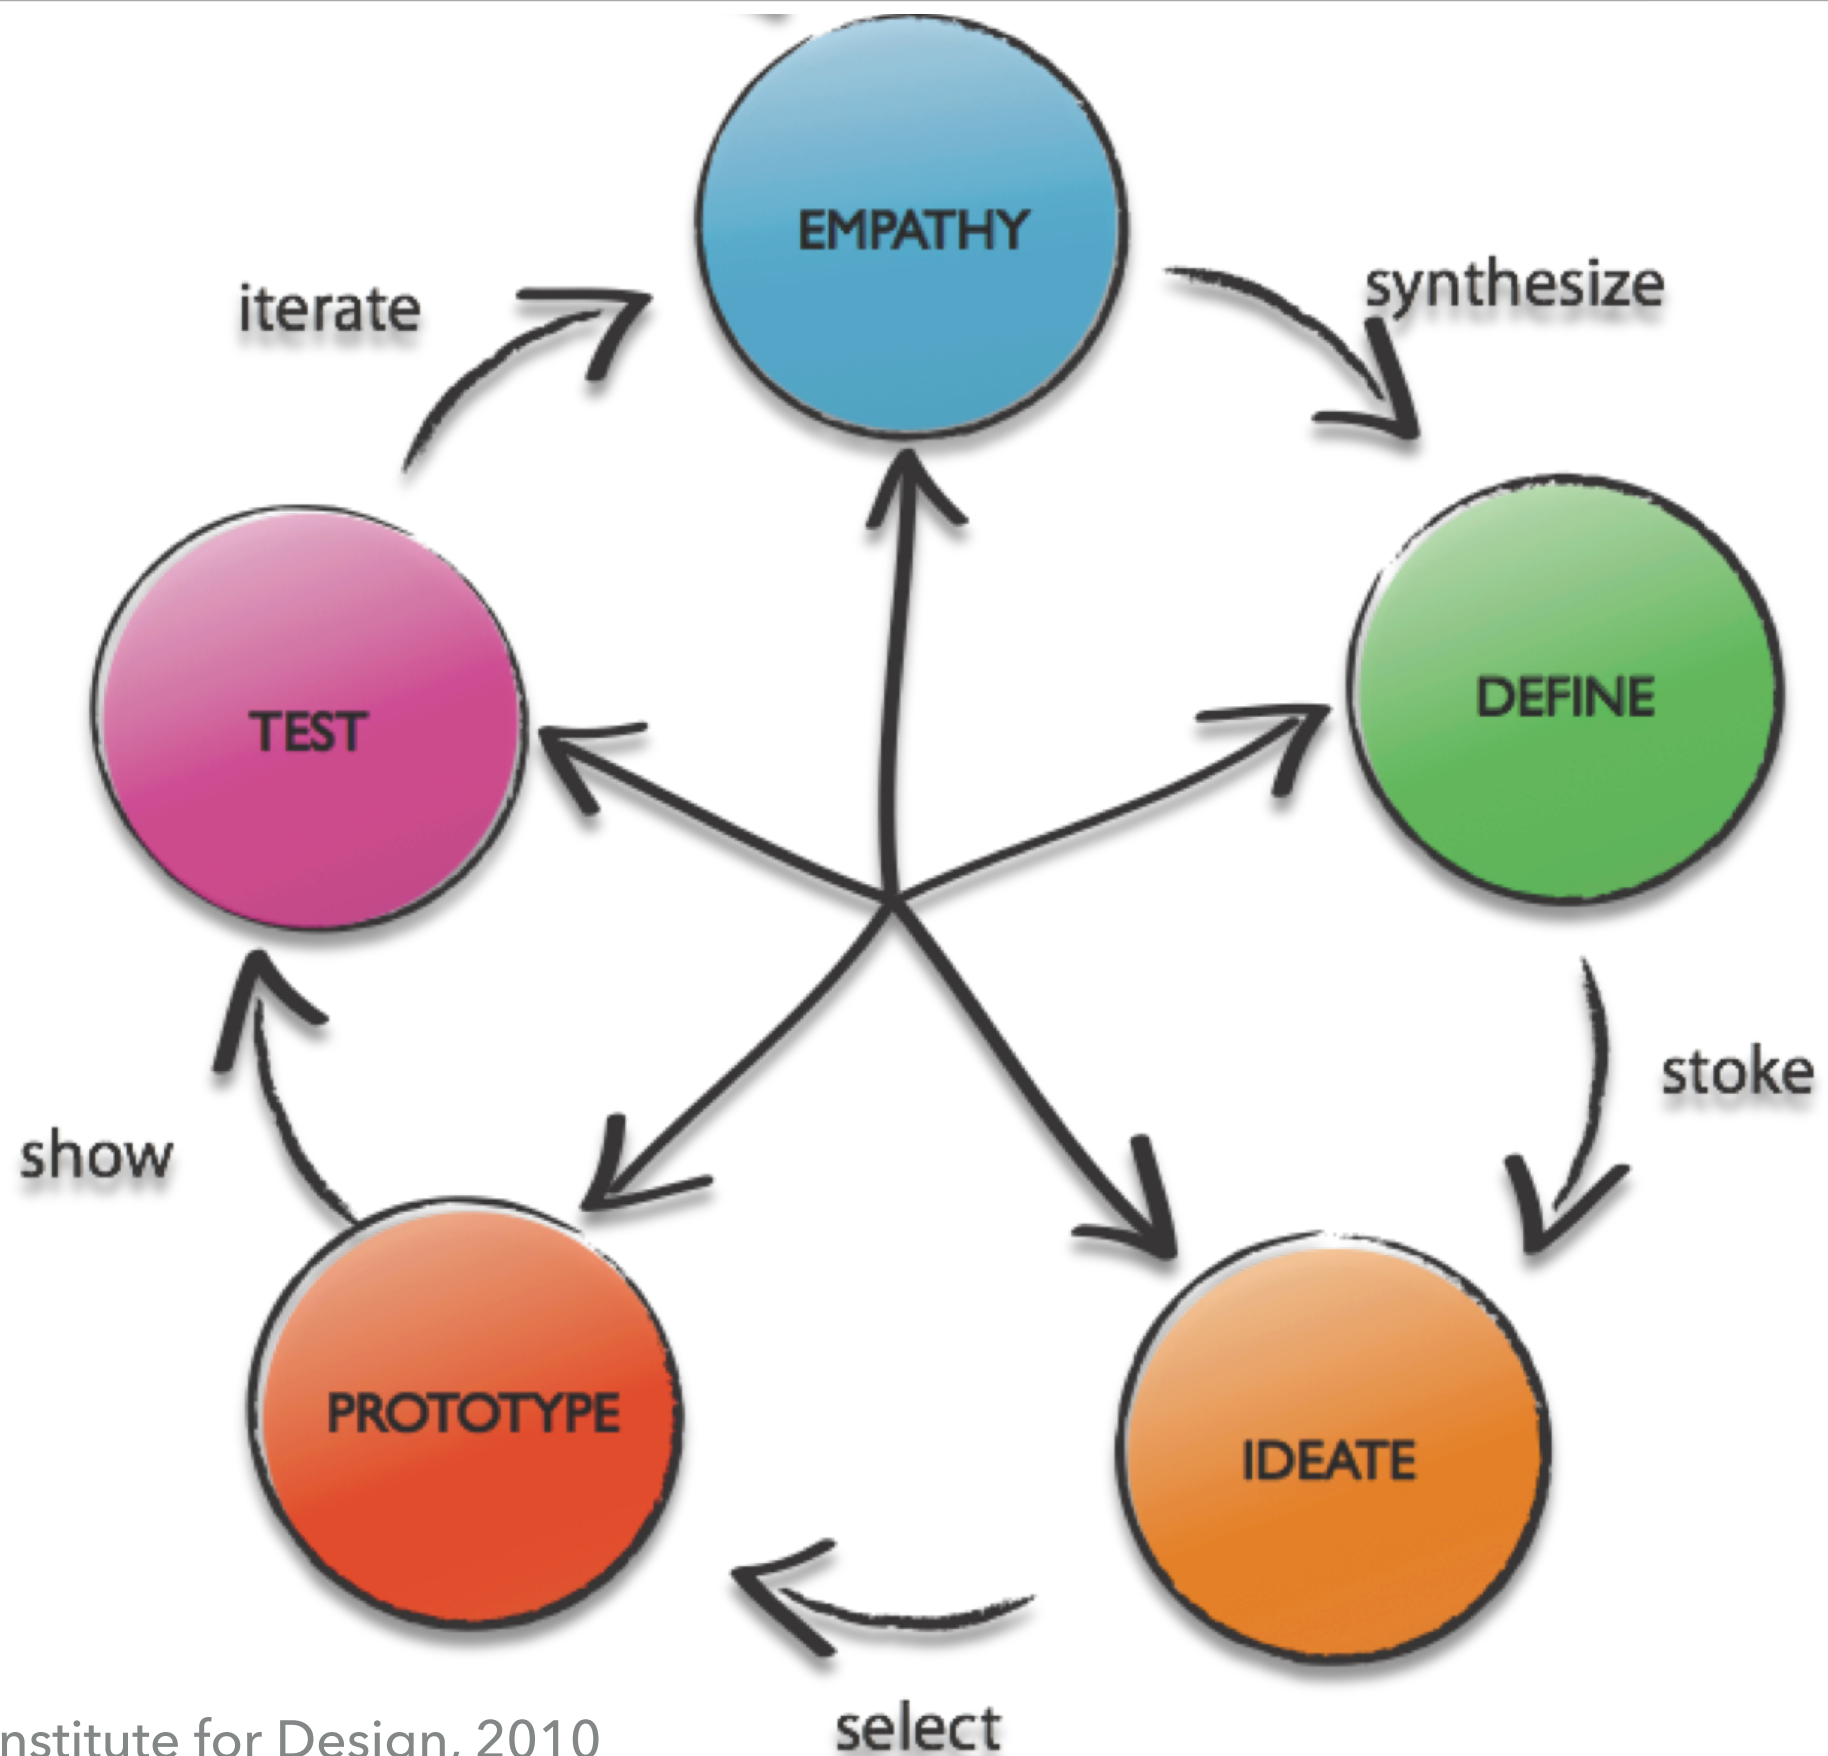 EMPATHY
synthesize
iterate
DEFINE
TEST
stoke
show
PROTOTYPE
IDEATE
select
nstitute for Design, 2010